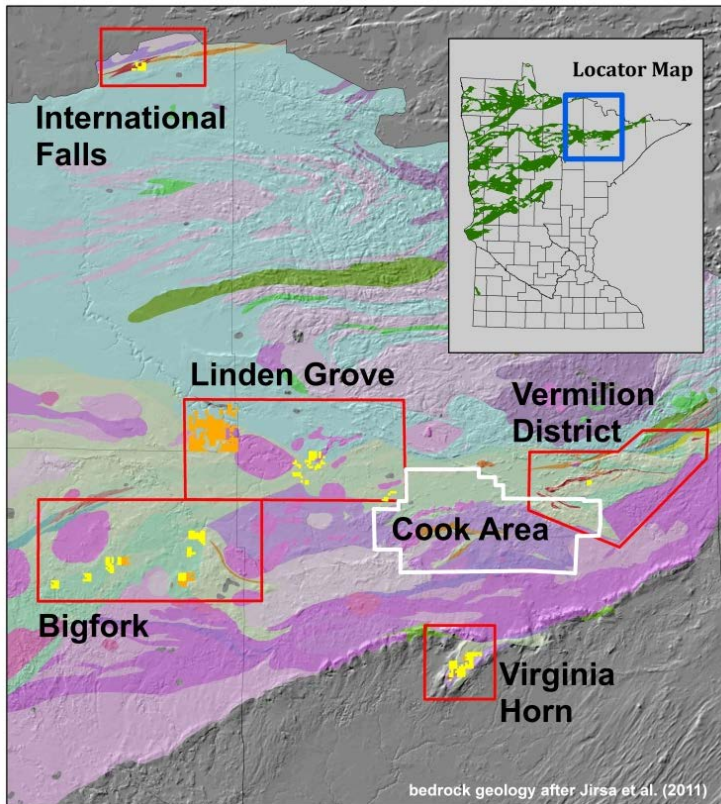 International
Falls
Locator Map
Linden Grove
Vermilion
District
Cook Area
Bigfork
Virginia
Horn
bedrock geology after Jirsa et al. (2011)